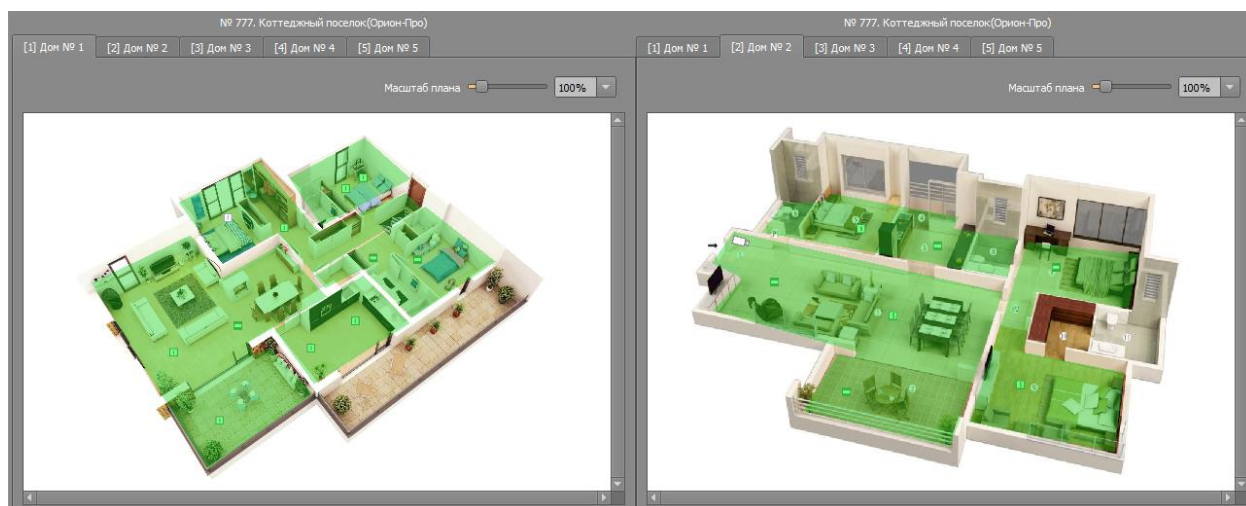 № 777. Коттеджный поселок(Орион-Про)
[1] Дом № 1
[2] Дом № 2
[3] Дом № 3
[4] Дом № 4
[5] Дом № 5
Масштаб плана
100%
№ 777. Коттеджный поселок(Орион-Про)
[1] Дом № 1
[2] Дом № 2
[3] Дом № 3
[4] Дом № 4
[5] Дом № 5
Масштаб плана
100%